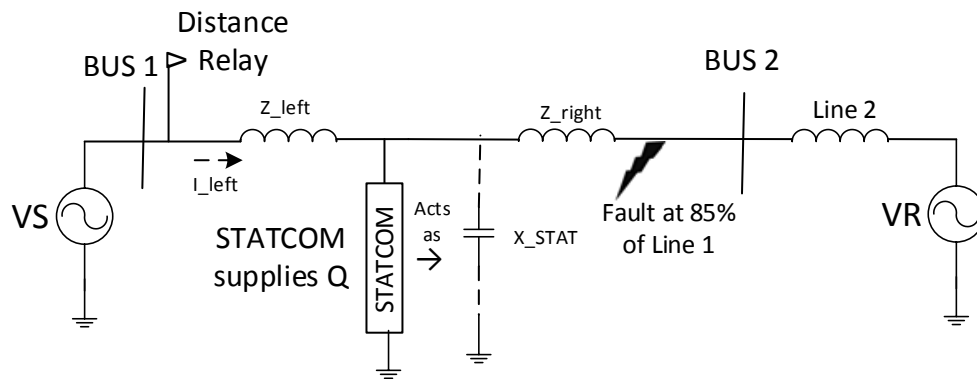 Distance
Relay
BUS 1
BUS 2
Z_left
Z_right
Line 2
I_left
VS
STATCOM
supplies Q
STATCOM
Acts
as
X_STAT
Fault at 85%
of Line 1
VR